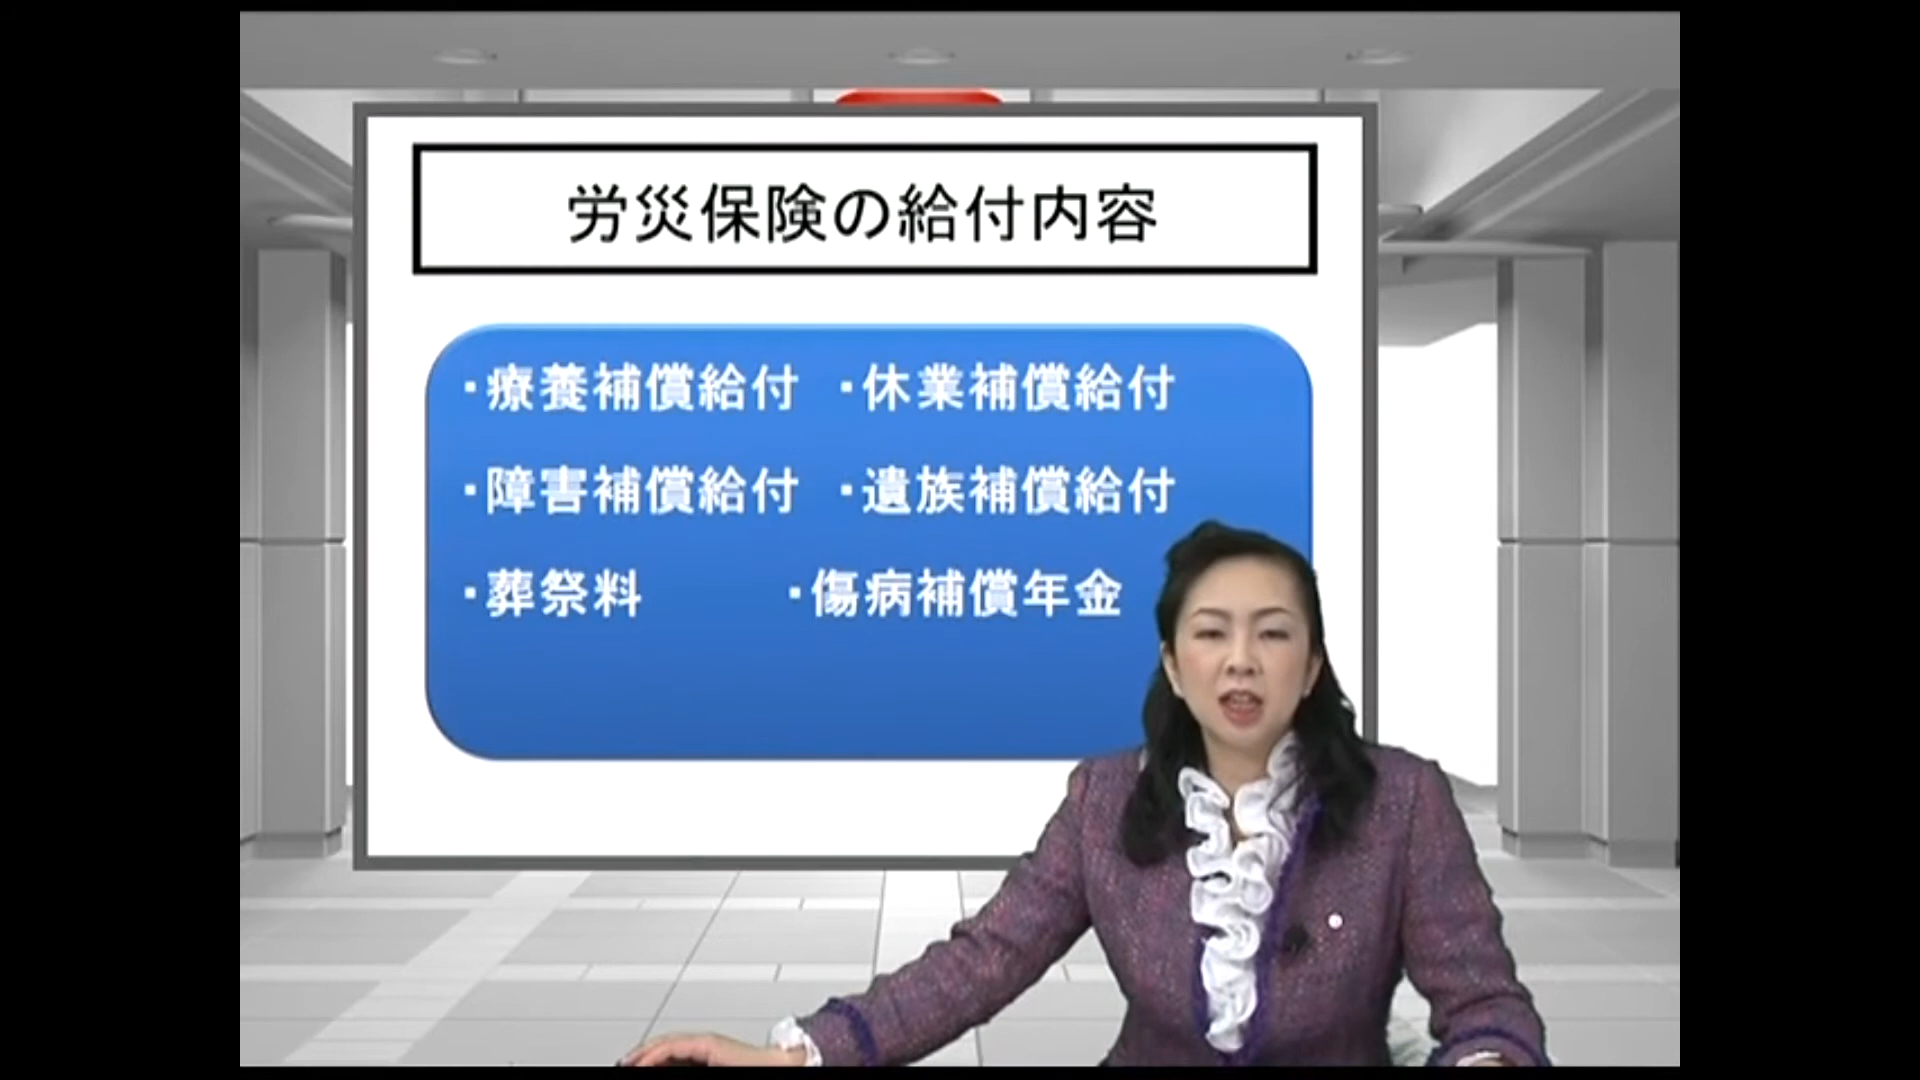 労災保険の給付内容
・療養補償給付 ・休業補償給付
・障害補償給付 ・遺族補償給付
・葬祭料 ・傷病補償年金